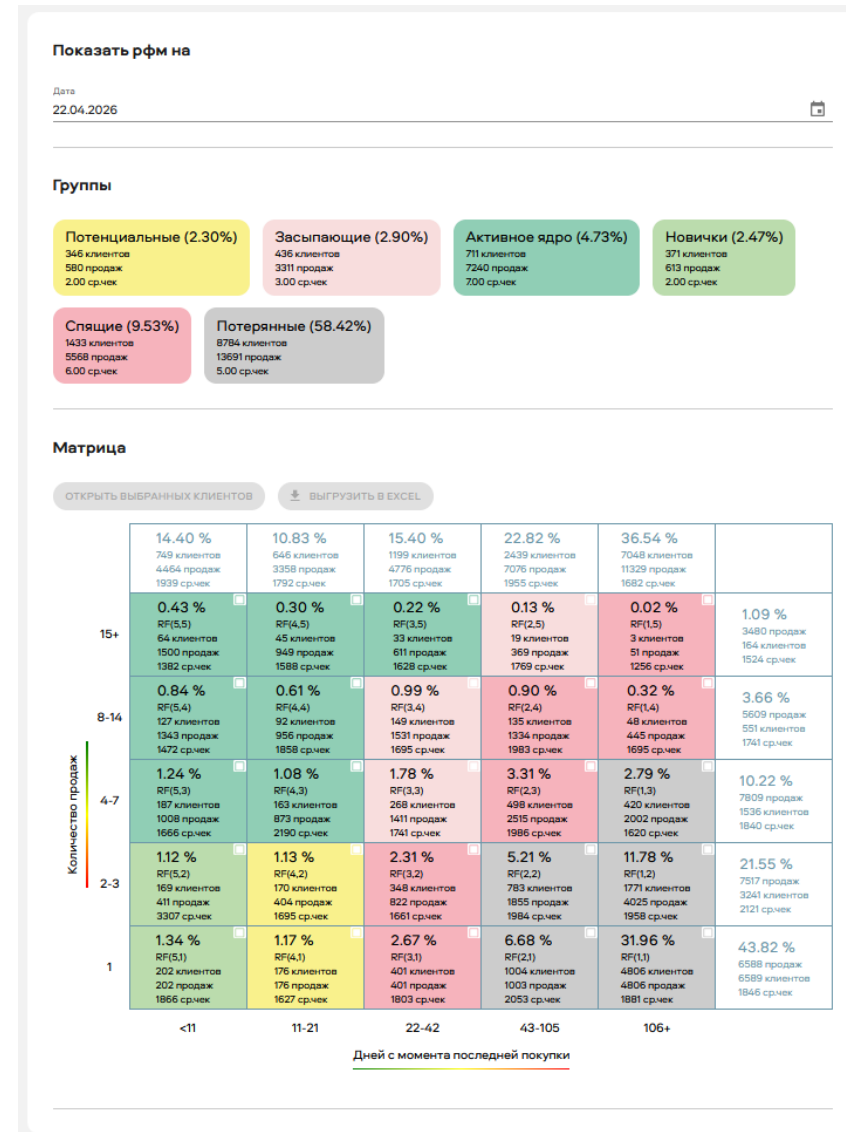 Показать рфм на
Дата
22.04.2026
Группы
Потенциальные (2.30%)
346 клиентов
580 продаж
2.00 ср.чек
Засыпающие (2.90%)
436 клиентов
3311 продаж
3.00 ср.чек
Активное ядро (4.73%)
711 клиентов
7240 продаж
7.00 ср.чек
Новички (2.47%)
371 клиентов
613 продаж
2.00 ср.чек
Спящие (9.53%)
1433 клиентов
5568 продаж
6.00 ср.чек
Потерянные (58.42%)
8784 клиентов
13691 продаж
5.00 ср.чек
Матрица
ОТКРЫТЬ ВЫБРАННЫХ КЛИЕНТОВ
ВЫГРУЗИТЬ В EXCEL
14.40 %
749 клиентов
4464 продаж
1939 ср.чек
10.83 %
646 клиентов
3358 продаж
1792 ср.чек
15.40 %
1199 клиентов
4776 продаж
1705 ср.чек
22.82 %
2439 клиентов
7076 продаж
1955 ср.чек
36.54 %
7048 клиентов
11329 продаж
1682 ср.чек
15+
0.43 %
RF(5,5)
64 клиентов
1500 продаж
1382 ср.чек
0.30 %
RF(4,5)
45 клиентов
949 продаж
1588 ср.чек
0.22 %
RF(3,5)
33 клиентов
611 продаж
1628 ср.чек
0.13 %
RF(2,5)
19 клиентов
369 продаж
1769 ср.чек
0.02 %
RF(1,5)
3 клиентов
51 продаж
1256 ср.чек
1.09 %
3480 продаж
164 клиентов
1524 ср.чек
8-14
0.84 %
RF(5,4)
127 клиентов
1343 продаж
1472 ср.чек
0.61 %
RF(4,4)
92 клиентов
956 продаж
1858 ср.чек
0.99 %
RF(3,4)
149 клиентов
1531 продаж
1695 ср.чек
0.90 %
RF(2,4)
135 клиентов
1334 продаж
1983 ср.чек
0.32 %
RF(1,4)
48 клиентов
445 продаж
1695 ср.чек
3.66 %
5609 продаж
551 клиентов
1741 ср.чек
Количество продаж
4-7
1.24 %
RF(5,3)
187 клиентов
1008 продаж
1666 ср.чек
1.08 %
RF(4,3)
163 клиентов
873 продаж
2190 ср.чек
1.78 %
RF(3,3)
268 клиентов
1411 продаж
1741 ср.чек
3.31 %
RF(2,3)
498 клиентов
2515 продаж
1986 ср.чек
2.79 %
RF(1,3)
420 клиентов
2002 продаж
1620 ср.чек
10.22 %
7809 продаж
1536 клиентов
1840 ср.чек
2-3
1.12 %
RF(5,2)
169 клиентов
411 продаж
3307 ср.чек
1.13 %
RF(4,2)
170 клиентов
404 продаж
1695 ср.чек
2.31 %
RF(3,2)
348 клиентов
822 продаж
1661 ср.чек
5.21 %
RF(2,2)
783 клиентов
1855 продаж
1984 ср.чек
11.78 %
RF(1,2)
1771 клиентов
4025 продаж
1958 ср.чек
21.55 %
7517 продаж
3241 клиентов
2121 ср.чек
1
1.34 %
RF(5,1)
202 клиентов
202 продаж
1866 ср.чек
1.17 %
RF(4,1)
176 клиентов
176 продаж
1627 ср.чек
2.67 %
RF(3,1)
401 клиентов
401 продаж
1803 ср.чек
6.68 %
RF(2,1)
1004 клиентов
1003 продаж
2053 ср.чек
31.96 %
RF(1,1)
4806 клиентов
4806 продаж
1881 ср.чек
43.82 %
6588 продаж
6589 клиентов
1846 ср.чек
<11
11-21
22-42
43-105
106+
Дней с момента последней покупки